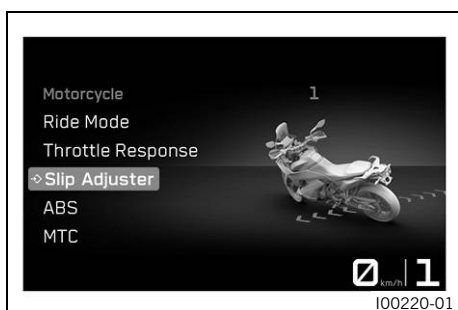 Motorcycle 1
Ride Mode
Throttle Response
Slip Adjuster
ABS
MTC
0 km/h 1
I00220-01